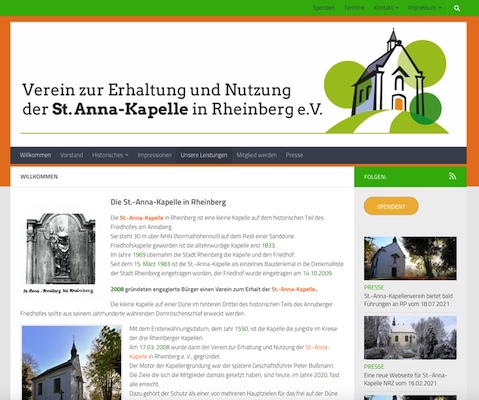 Spenden Termine Kontakt Impressum
Verein zur Erhaltung und Nutzung
der St. Anna-Kapelle in Rheinberg e.V.
Willkommen Vorstand Historisches Impressionen Unsere Leistungen Mitglied werden Presse
WILLKOMMEN
FOLGEN:
Die St.-Anna-Kapelle in Rheinberg
Die St.-Anna-Kapelle in Rheinberg ist eine kleine Kapelle auf dem historischen Teil des
Friedhofes am Annaberg.
Sie steht 30 m über NHN (Normalhöhennull) auf dem Rest einer Sanddüne.
Friedhofskapelle geworden ist die altehrwürdige Kapelle erst 1833.
Im Jahre 1969 übernahm die Stadt Rheinberg die Kapelle und den Friedhof.
Seit dem 15. März 1983 ist die St.-Anna-Kapelle als einzelnes Baudenkmal in die Denkmalliste
der Stadt Rheinberg eingetragen worden, der Friedhof wurde eingetragen am 14.10.2009.
St. Anna / Annaberg bei Rheinberg.
2008 gründeten engagierte Bürger einen Verein zum Erhalt der St.-Anna-Kapelle.
Die kleine Kapelle auf einer Düne im hinteren Drittel des historischen Teils des Annaberger
Friedhofes sollte aus seinem Jahrhunderte währenden Dornröschenschlaf erweckt werden.
Mit dem Ersterwähnungsdatum, dem Jahr 1550, ist die Kapelle die jüngste im Kreise
der drei Rheinberger Kapellen.
Am 17.03. 2008 wurde dann der Verein zur Erhaltung und Nutzung der St.-Anna-
Kapelle in Rheinberg e. V., gegründet.
Der Motor der Kapellengründung war der spätere Geschäftsführer Peter Bußmann.
Die Ziele die sich die Mitglieder damals gesetzt haben, sind heute, im Jahre 2020, fast
alle erreicht.
Dazu gehört der Schutz als einer von mehreren Hauptzielen für das frei auf der Düne
SPENDEN?
PRESSE
St.-Anna-Kapellenverein bietet bald
Führungen an RP vom 18.07.2021
PRESSE
Eine neue Webseite für St.-Anna-
Kapelle NRZ vom 16.02.2021